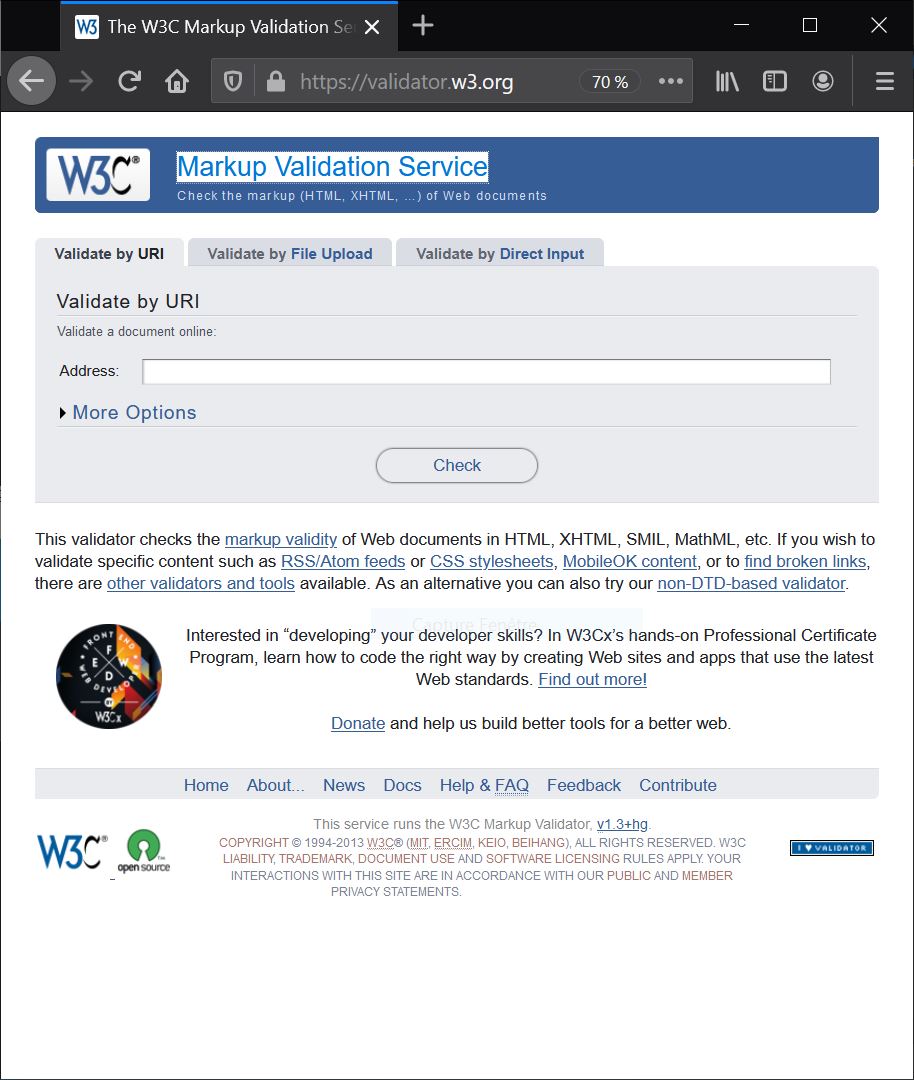 W3 The W3C Markup Validation Se
https://validator.w3.org 70 %
W3C® Markup Validation Service
Check the markup (HTML, XHTML, …) of Web documents
Validate by URI Validate by File Upload Validate by Direct Input
Validate by URI
Validate a document online:
Address:
More Options
Check
This validator checks the markup validity of Web documents in HTML, XHTML, SMIL, MathML, etc. If you wish to
validate specific content such as RSS/Atom feeds or CSS stylesheets, MobileOK content, or to find broken links,
there are other validators and tools available. As an alternative you can also try our non-DTD-based validator.
Capture Fenêtre
FRONT END
WEB DEVELOPER
F E W D
BY
W3Cx
Interested in “developing” your developer skills? In W3Cx’s hands-on Professional Certificate
Program, learn how to code the right way by creating Web sites and apps that use the latest
Web standards. Find out more!
Donate and help us build better tools for a better web.
Home About... News Docs Help & FAQ Feedback Contribute
W3C®
open source™
This service runs the W3C Markup Validator, v1.3+hg.
COPYRIGHT © 1994-2013 W3C® (MIT, ERCIM, KEIO, BEIHANG), ALL RIGHTS RESERVED. W3C
LIABILITY, TRADEMARK, DOCUMENT USE AND SOFTWARE LICENSING RULES APPLY. YOUR
INTERACTIONS WITH THIS SITE ARE IN ACCORDANCE WITH OUR PUBLIC AND MEMBER
PRIVACY STATEMENTS.
I ♥ VALIDATOR